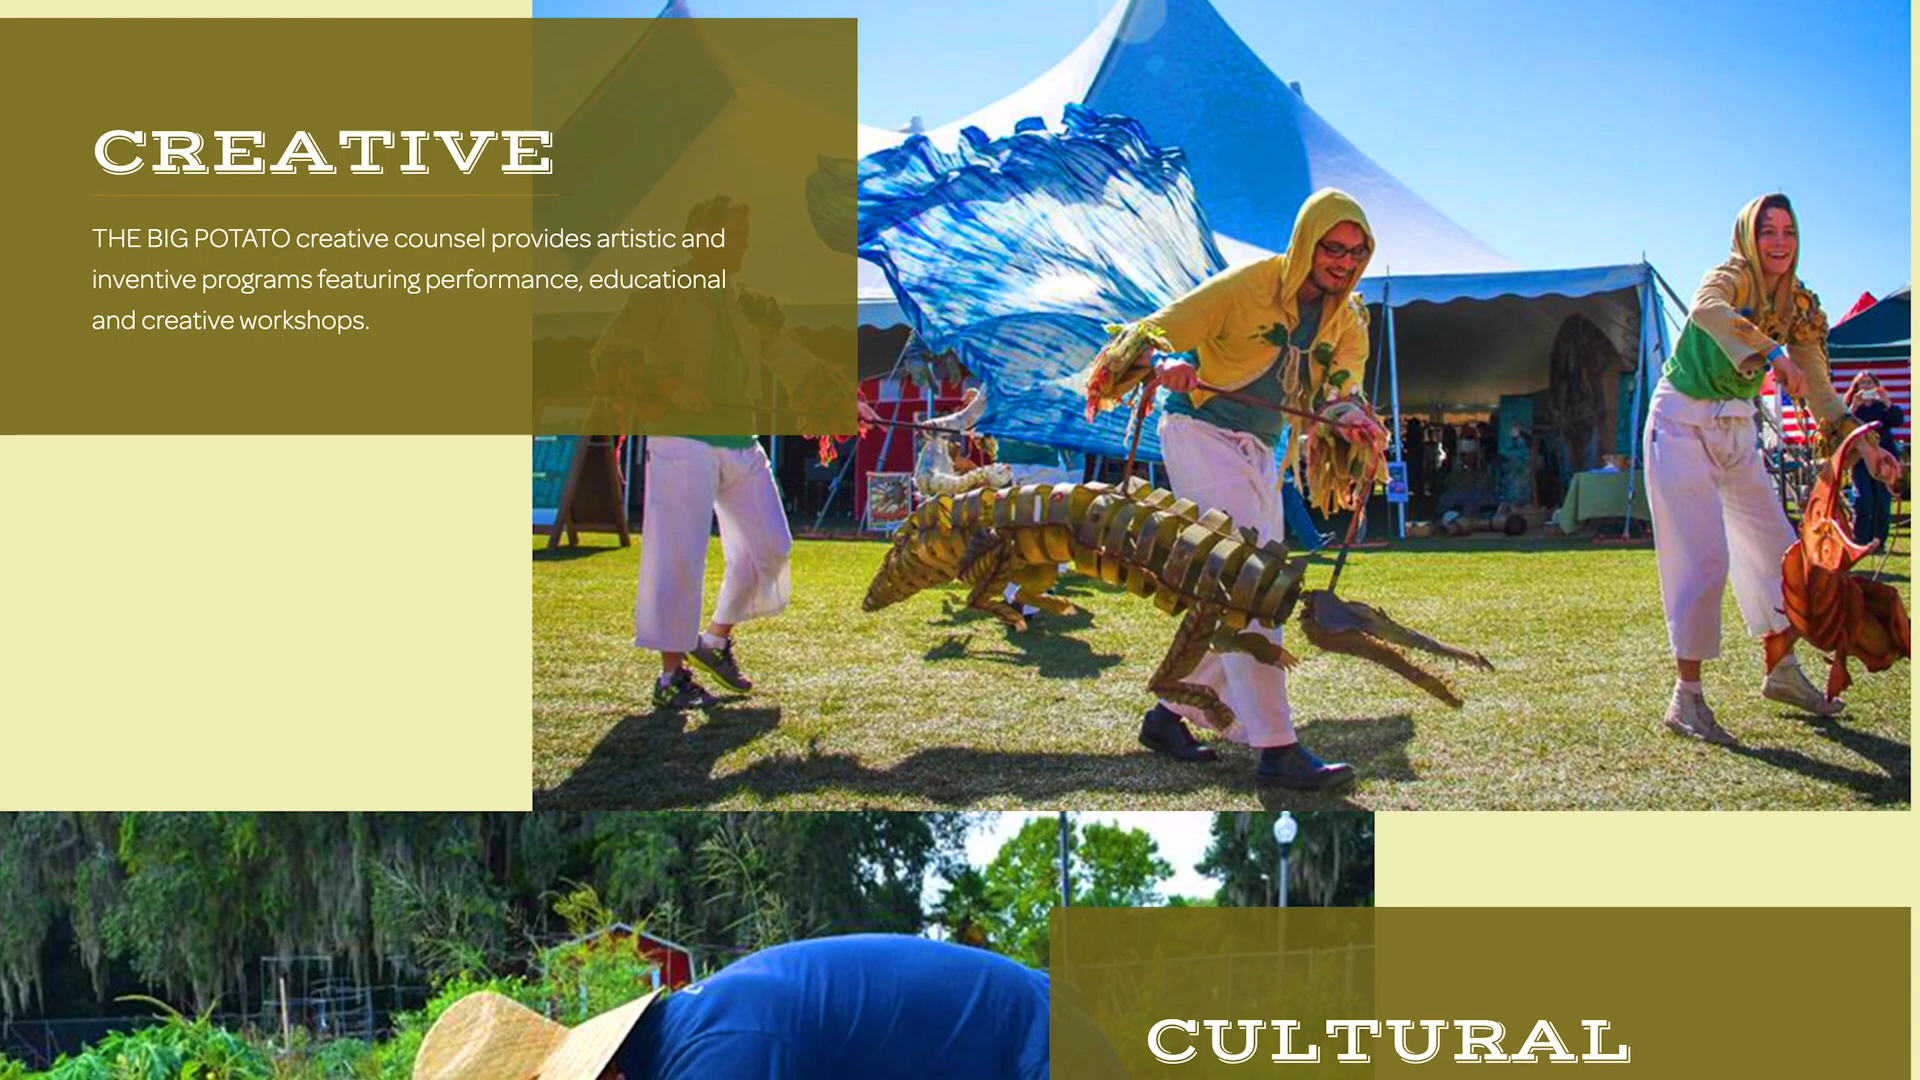 CREATIVE
THE BIG POTATO creative counsel provides artistic and
inventive programs featuring performance, educational
and creative workshops.
CULTURAL